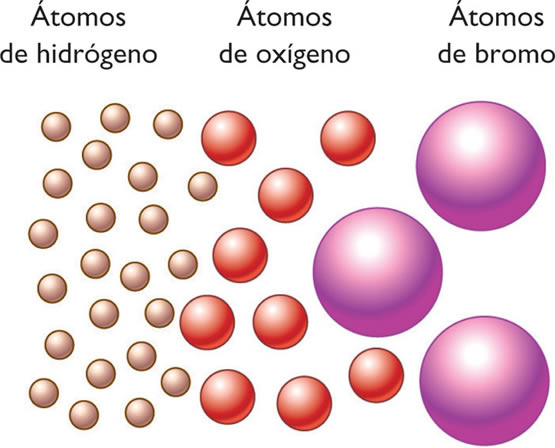 Átomos
de hidrógeno
Átomos
de oxígeno
Átomos
de bromo